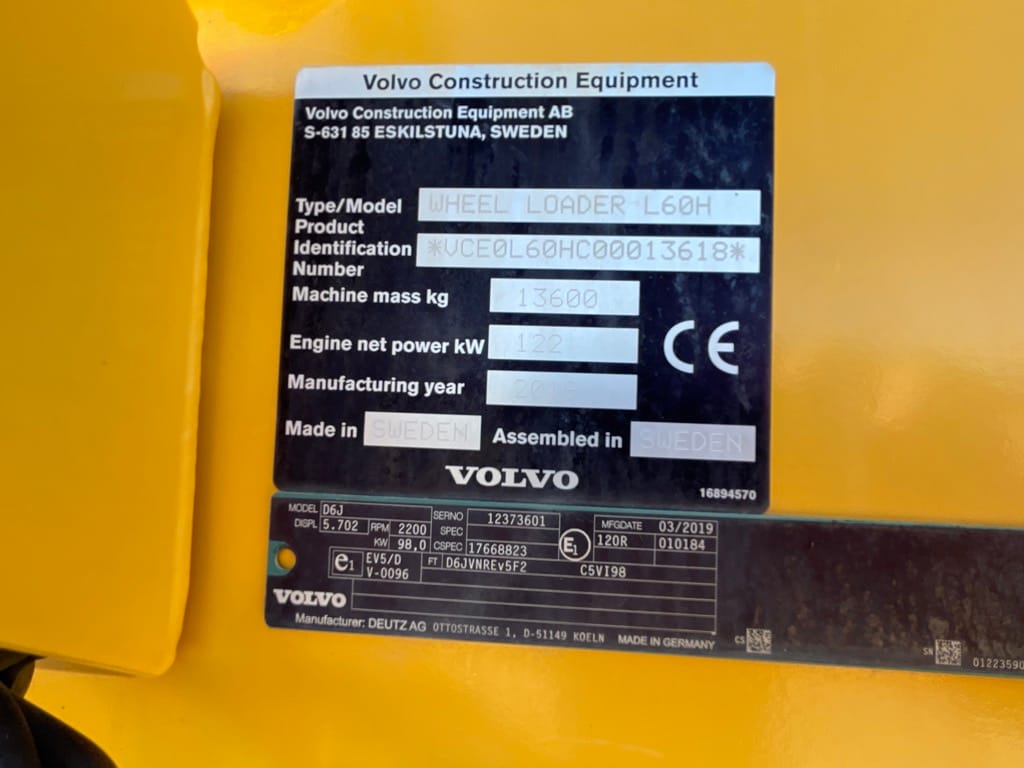 Volvo Construction Equipment
Volvo Construction Equipment AB
S-631 85 ESKILSTUNA, SWEDEN
Type/Model WHEEL LOADER L60H
Product
Identification *VCE0L60HC00013618*
Number
Machine mass kg 13600
Engine net power kW 122
CE
Manufacturing year
Made in SWEDEN Assembled in SWEDEN
VOLVO
16894570
MODEL D6J SERNO 12373601 MFGDATE 03/2019
DISPL 5.702 RPM 2200 SPEC E1 120R 010184
KW 98,0 CSPEC 17668823
e1 EV5/D FT D6JVNREv5F2 C5VI98
V-0096
VOLVO
Manufacturer: DEUTZ AG OTTOSTRASSE 1, D-51149 KOELN MADE IN GERMANY CS SN 01223590